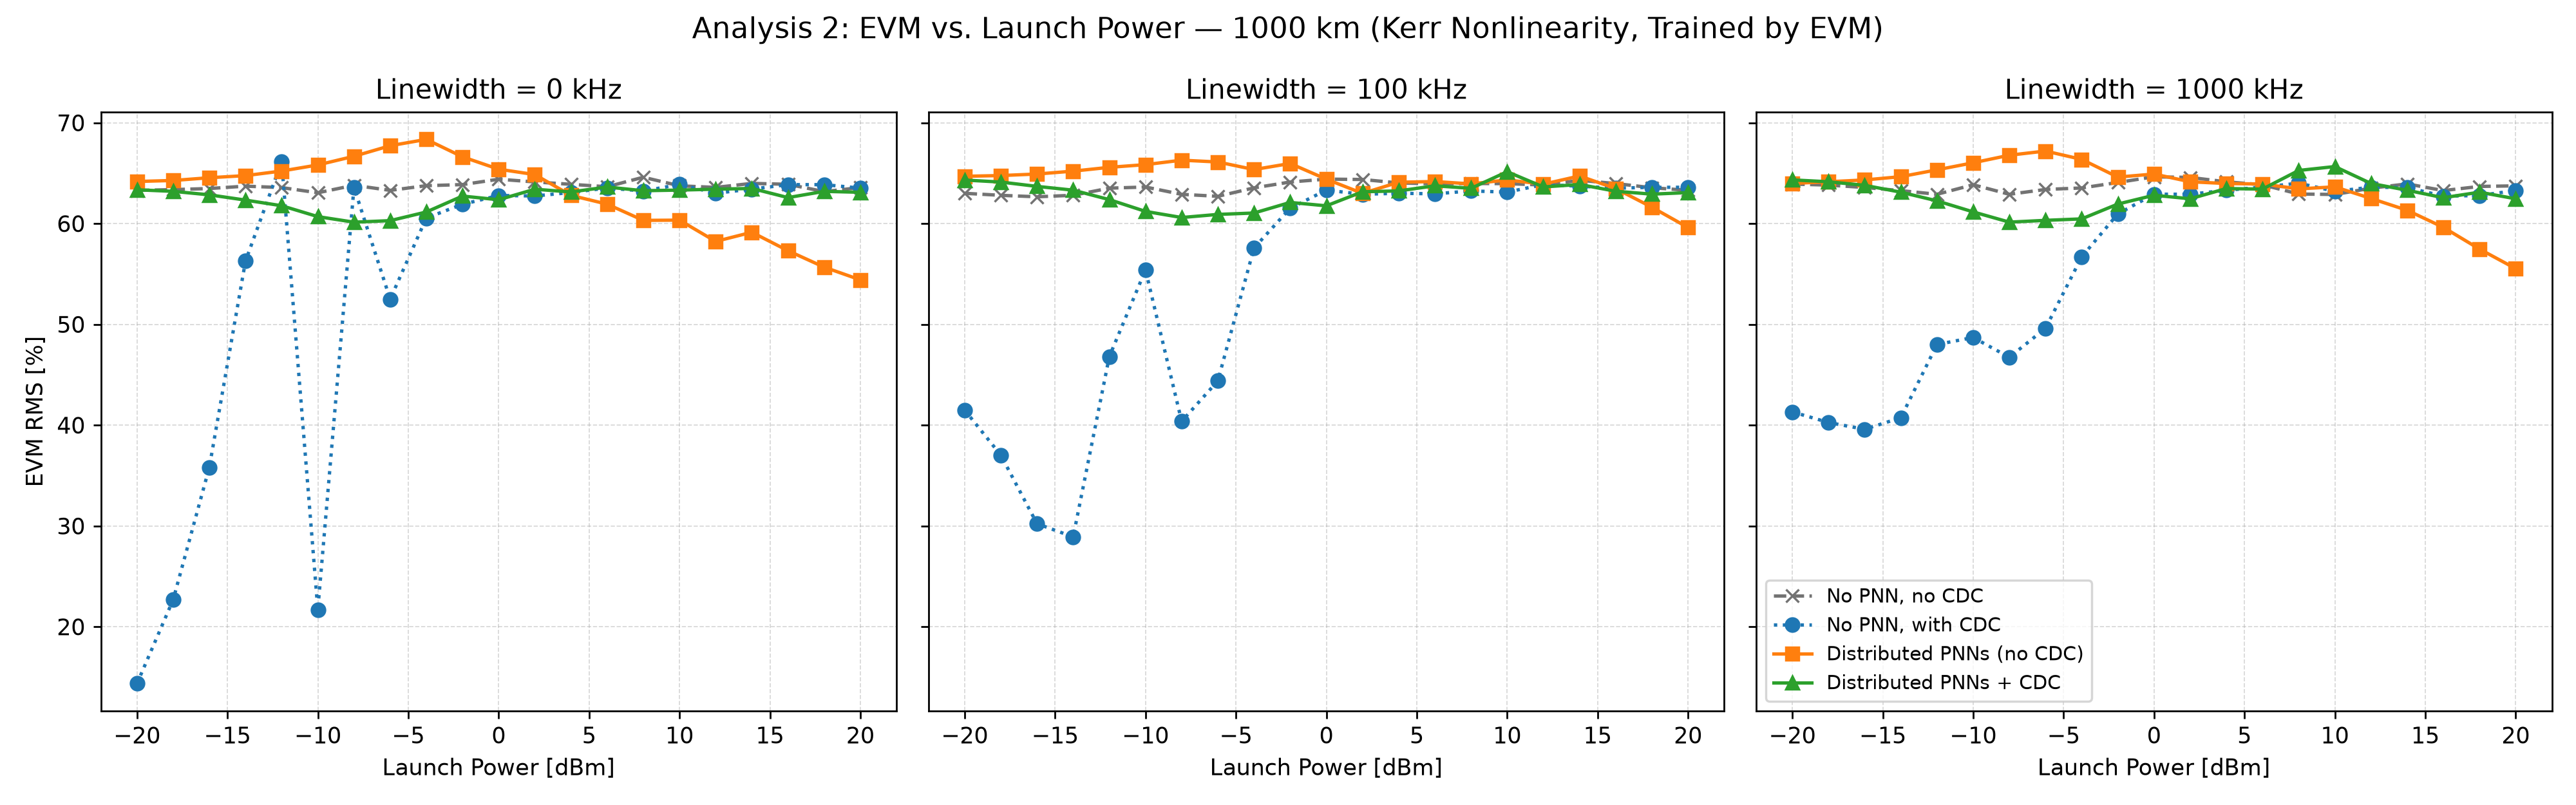 Analysis 2: EVM vs. Launch Power — 1000 km (Kerr Nonlinearity, Trained by EVM)
Linewidth = 0 kHz
Linewidth = 100 kHz
Linewidth = 1000 kHz
EVM RMS [%]
70
60
50
40
30
20
−20 −15 −10 −5 0 5 10 15 20
−20 −15 −10 −5 0 5 10 15 20
−20 −15 −10 −5 0 5 10 15 20
Launch Power [dBm]
Launch Power [dBm]
Launch Power [dBm]
No PNN, no CDC
No PNN, with CDC
Distributed PNNs (no CDC)
Distributed PNNs + CDC